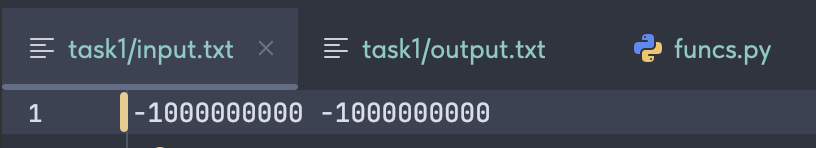 task1/input.txt × task1/output.txt funcs.py
1 -1000000000 -1000000000